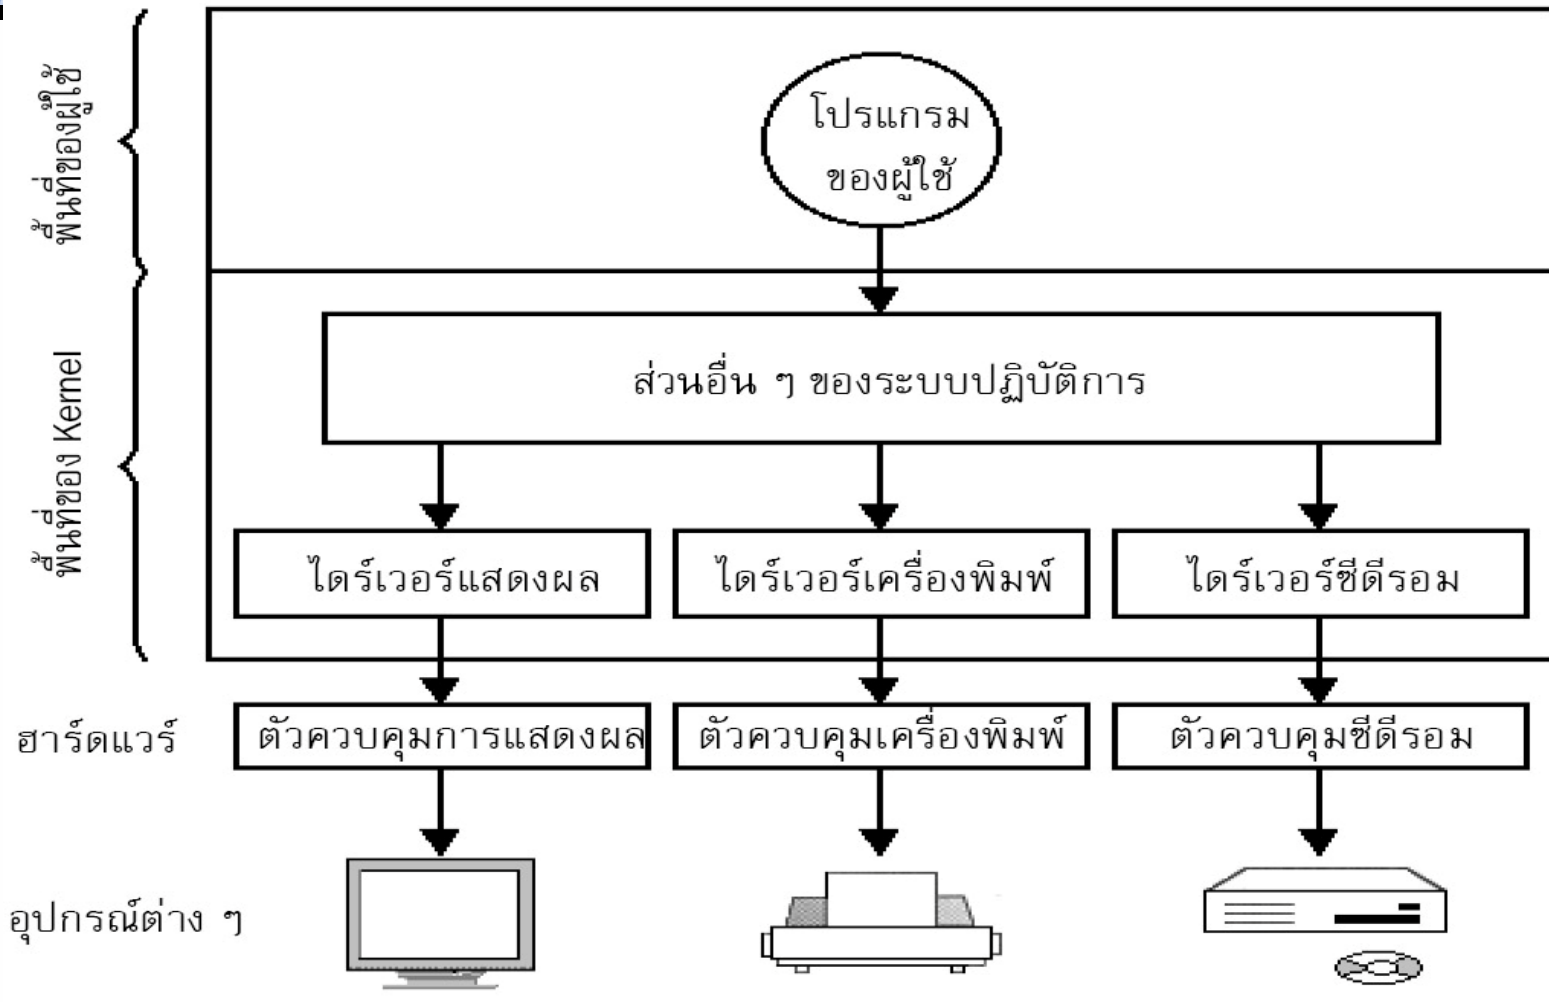 พื้นที่ของผู้ใช้
โปรแกรม
ของผู้ใช้
พื้นที่ของ Kernel
ส่วนอื่น ๆ ของระบบปฏิบัติการ
ไดร์เวอร์แสดงผล
ไดร์เวอร์เครื่องพิมพ์
ไดร์เวอร์ซีดีรอม
ฮาร์ดแวร์
ตัวควบคุมการแสดงผล
ตัวควบคุมเครื่องพิมพ์
ตัวควบคุมซีดีรอม
อุปกรณ์ต่าง ๆ